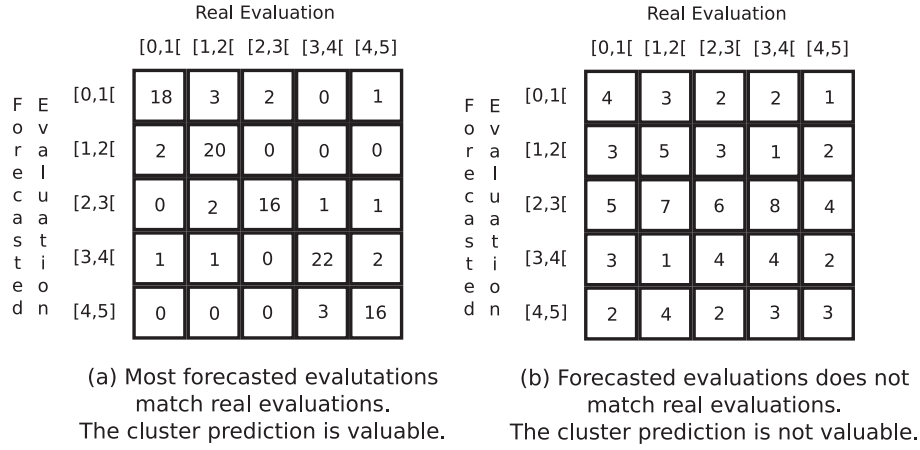 Real Evaluation
[0,1[ [1,2[ [2,3[ [3,4[ [4,5]
Forecasted
Evaluation
[0,1[ 18 3 2 0 1
[1,2[ 2 20 0 0 0
[2,3[ 0 2 16 1 1
[3,4[ 1 1 0 22 2
[4,5] 0 0 0 3 16
(a) Most forecasted evalutations
match real evaluations.
The cluster prediction is valuable.
Real Evaluation
[0,1[ [1,2[ [2,3[ [3,4[ [4,5]
Forecasted
Evaluation
[0,1[ 4 3 2 2 1
[1,2[ 3 5 3 1 2
[2,3[ 5 7 6 8 4
[3,4[ 3 1 4 4 2
[4,5] 2 4 2 3 3
(b) Forecasted evaluations does not
match real evaluations.
The cluster prediction is not valuable.